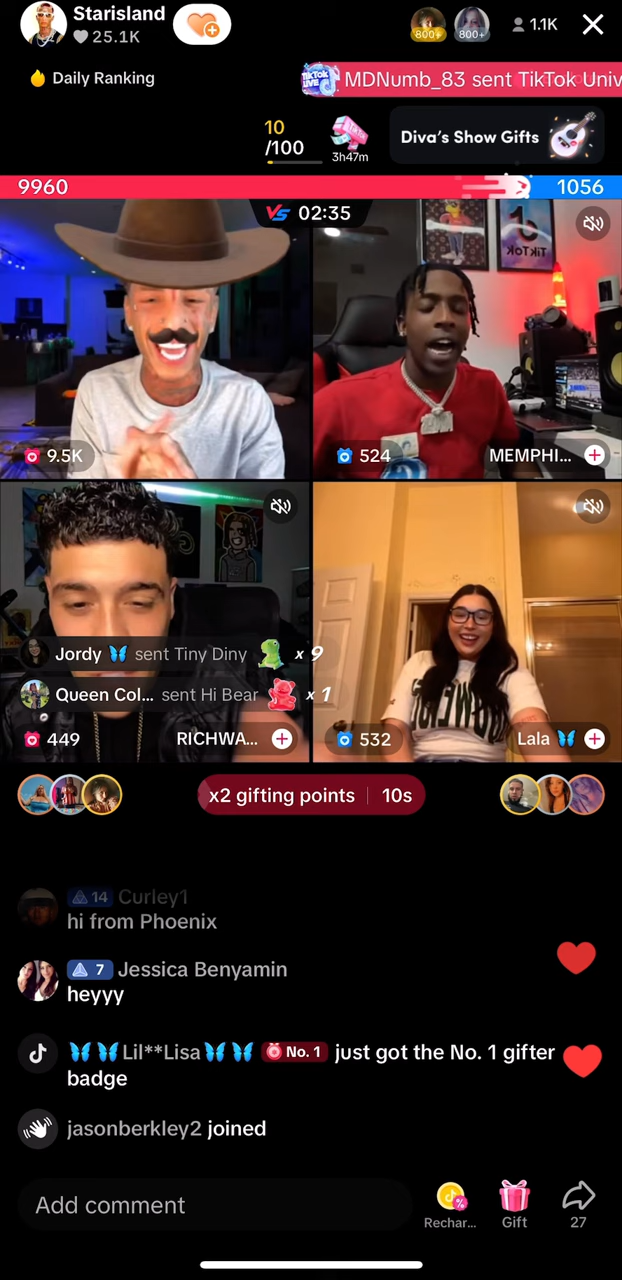 Starisland
25.1K
800+
800+
1.1K
Daily Ranking
TikTok LIVE
MDNumb_83 sent TikTok Univ
10
/100
3h47m
Diva's Show Gifts
9960
1056
VS 02:35
TikTok
9.5K
524
MEMPHI...
Jordy 🦋 sent Tiny Diny x 9
Queen Col... sent Hi Bear x 1
449
RICHWA...
532
Lala 🦋
x2 gifting points | 10s
14 Curley1
hi from Phoenix
7 Jessica Benyamin
heyyy
🦋🦋Lil**Lisa🦋🦋 No. 1 just got the No. 1 gifter
badge
jasonberkley2 joined
Add comment
Rechar...
Gift
27